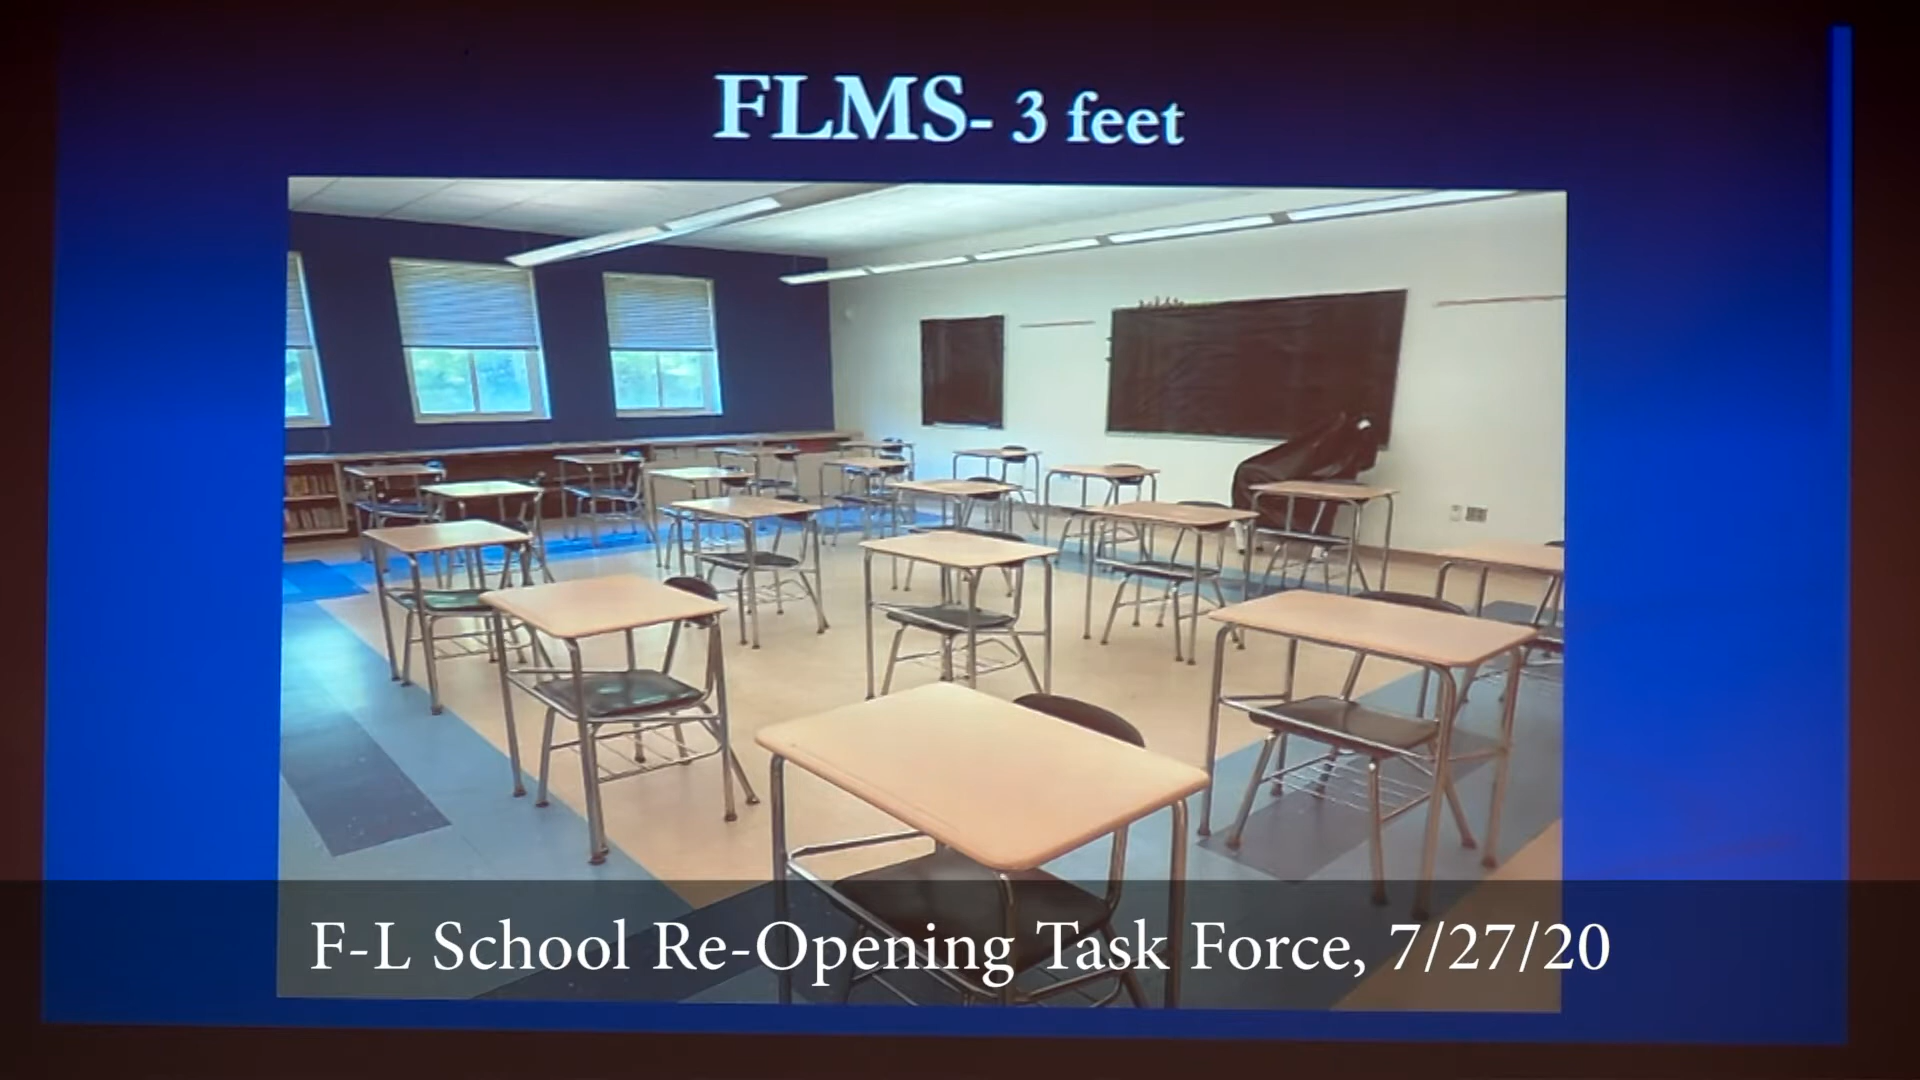 FLMS- 3 feet
F-L School Re-Opening Task Force, 7/27/20